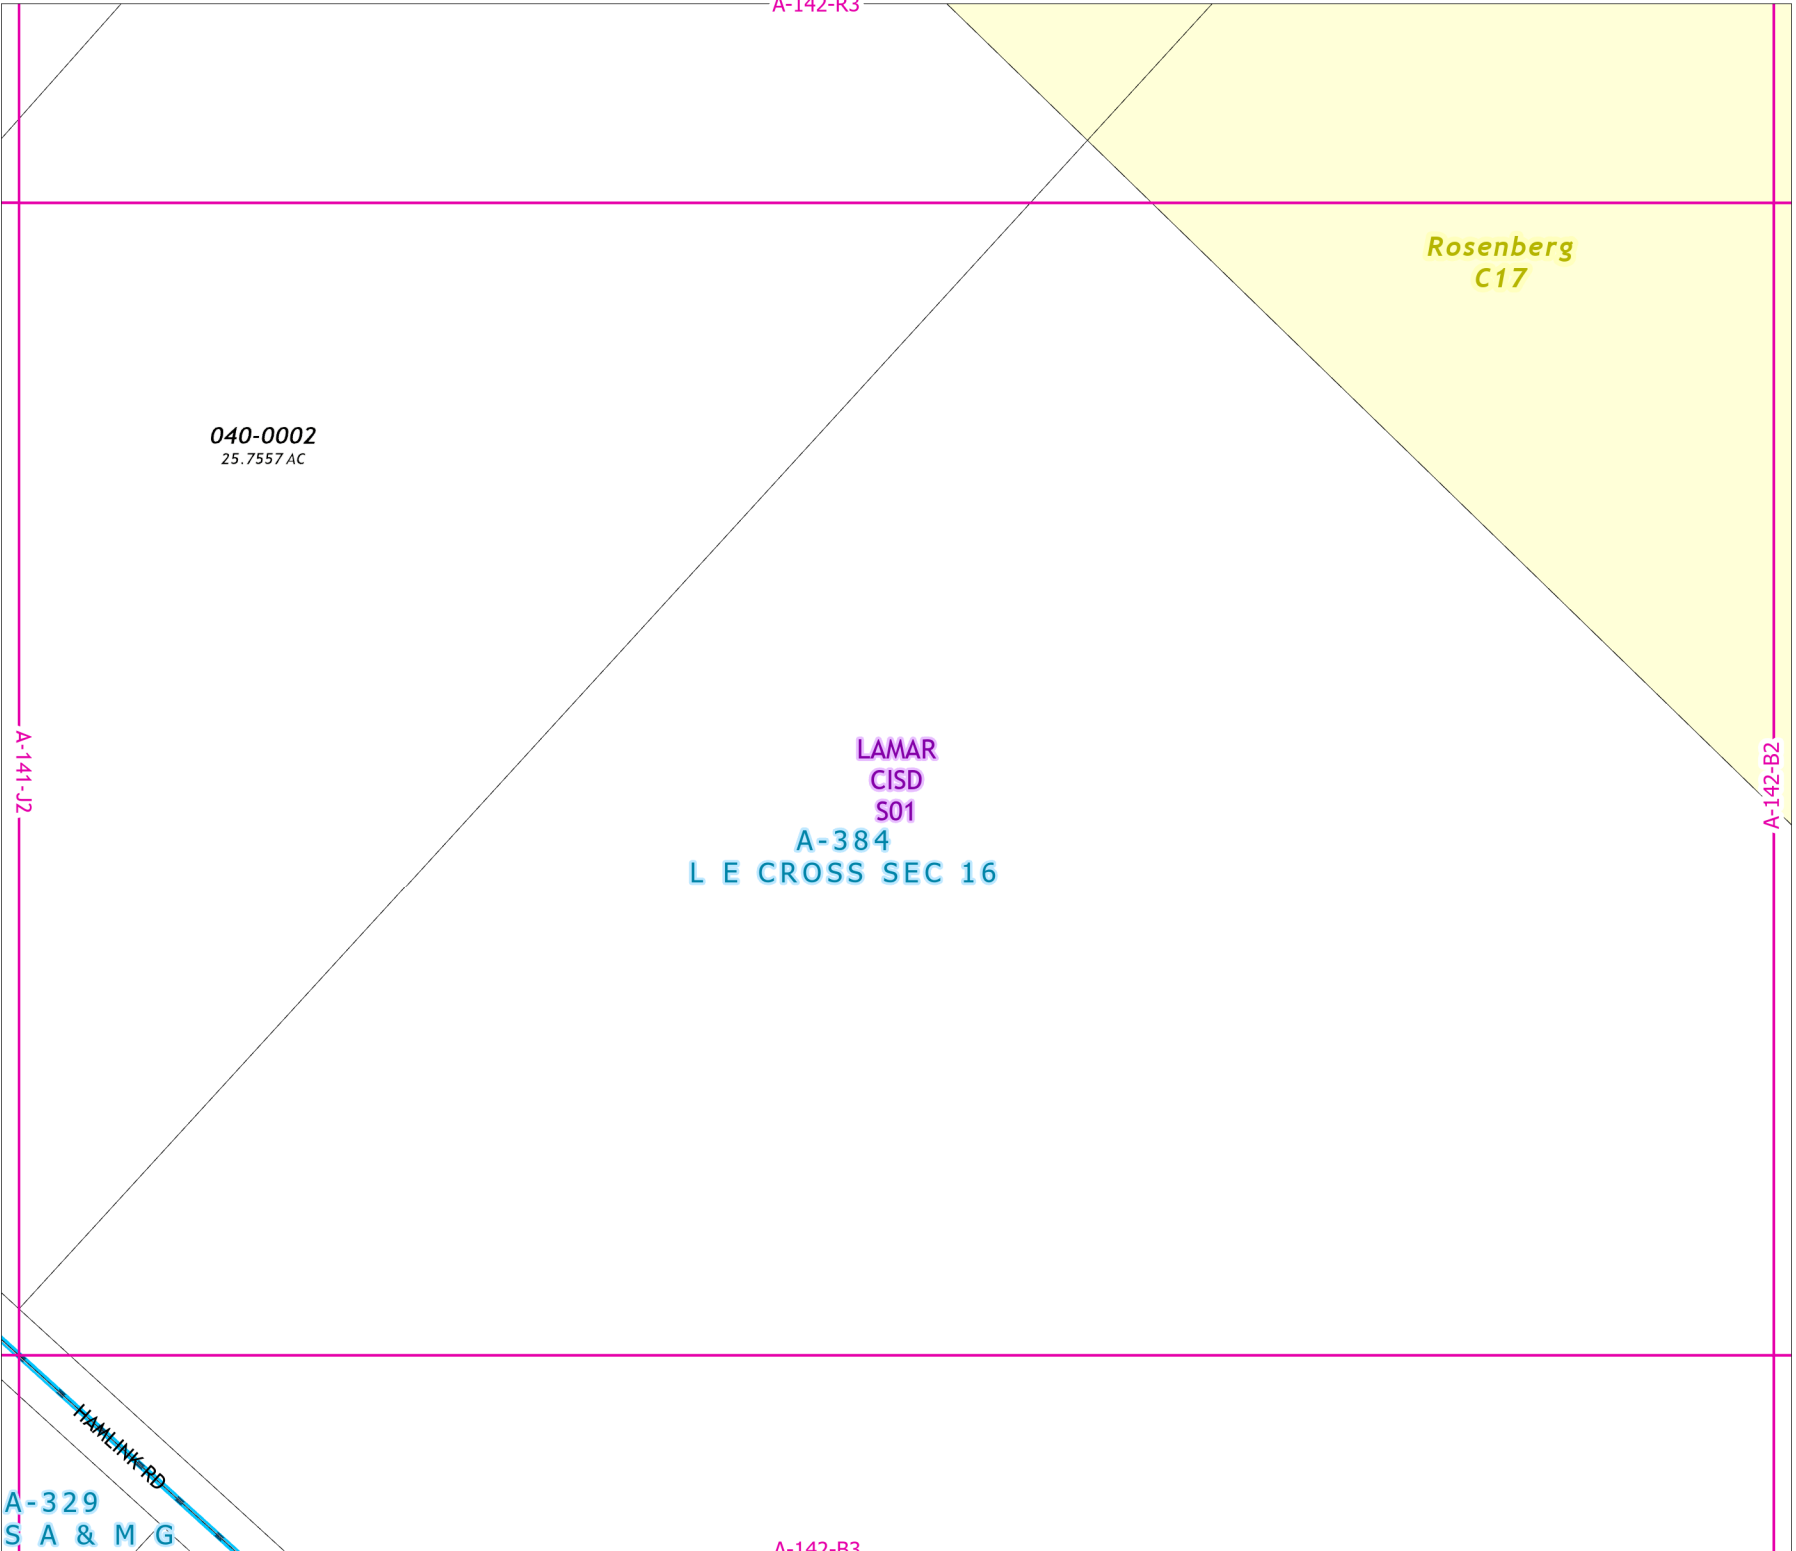 A-142-R3
Rosenberg
C17
040-0002
25.7557 AC
A-141-J2
LAMAR
CISD
S01
A-142-B2
A-384
L E CROSS SEC 16
HAMLINK RD
A-329
S A & M G
A-142-B3